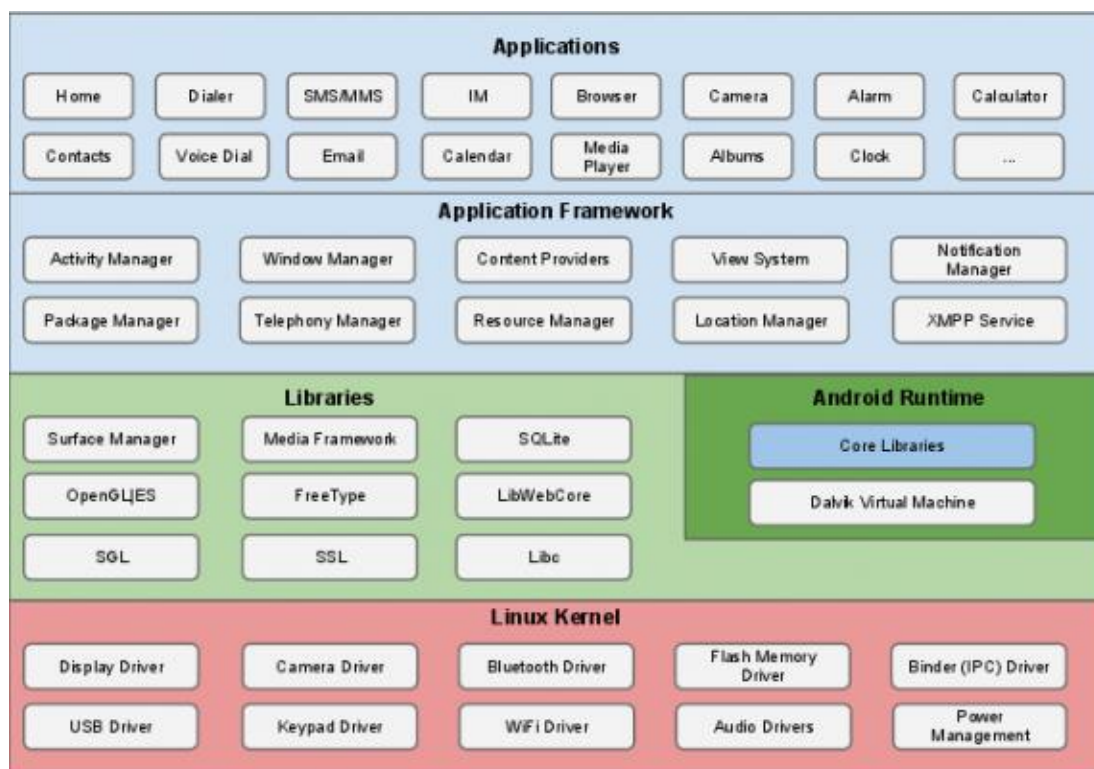 Applications
Home
Dialer
SMS/MMS
IM
Browser
Camera
Alarm
Calculator
Contacts
Voice Dial
Email
Calendar
Media
Player
Albums
Clock
...
Application Framework
Activity Manager
Window Manager
Content Providers
View System
Notification
Manager
Package Manager
Telephony Manager
Resource Manager
Location Manager
XMPP Service
Libraries
Surface Manager
Media Framework
SQLite
OpenGL|ES
FreeType
LibWebCore
SGL
SSL
Libc
Android Runtime
Core Libraries
Dalvik Virtual Machine
Linux Kernel
Display Driver
Camera Driver
Bluetooth Driver
Flash Memory
Driver
Binder (IPC) Driver
USB Driver
Keypad Driver
WiFi Driver
Audio Drivers
Power
Management